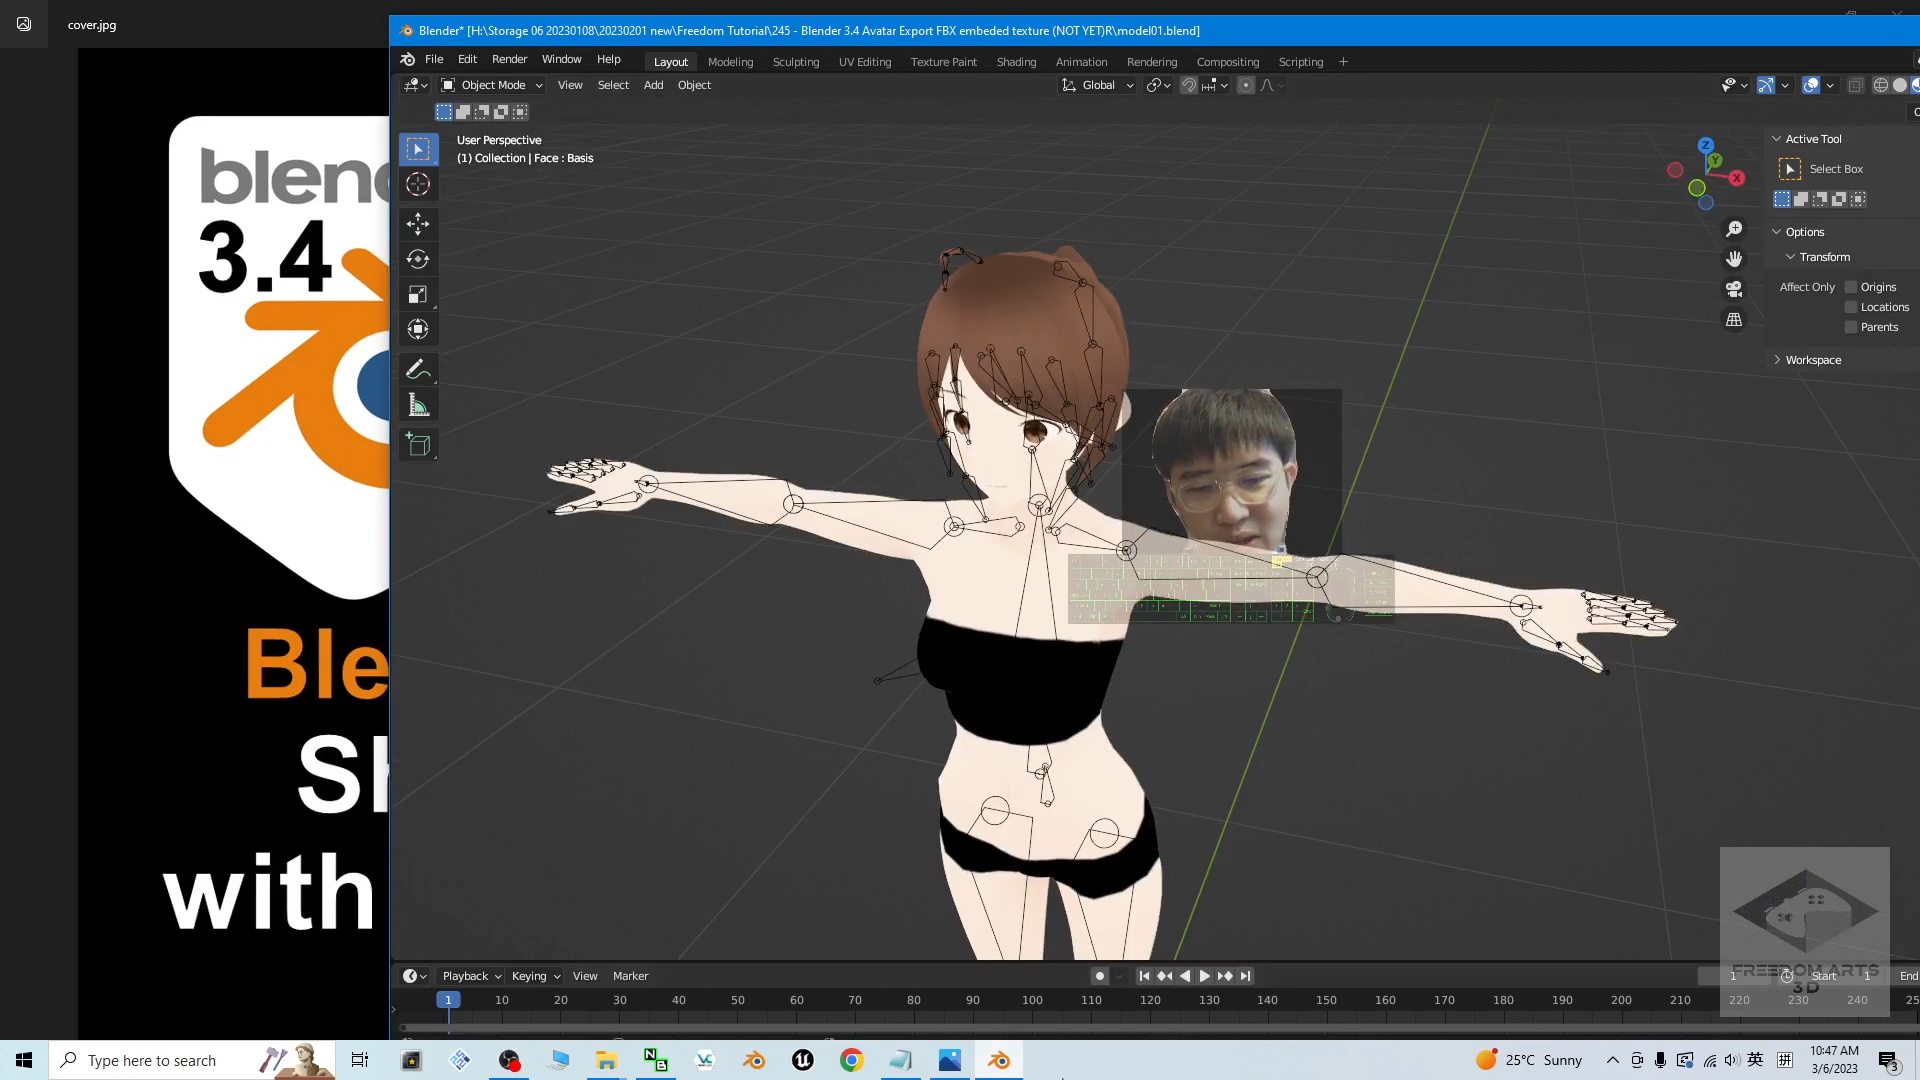 cover.jpg
Blender* [H:\Storage 06 20230108\20230201 new\Freedom Tutorial\245 - Blender 3.4 Avatar Export FBX embeded texture (NOT YET)R\model01.blend]
File Edit Render Window Help
Layout Modeling Sculpting UV Editing Texture Paint Shading Animation Rendering Compositing Scripting +
Object Mode View Select Add Object
Global
User Perspective
(1) Collection | Face : Basis
Z
Y
X
Active Tool
Select Box
Options
Transform
Affect Only Origins
Locations
Parents
Workspace
blen
3.4
Ble
with
Playback Keying View Marker
1 Start 1 End
1 10 20 30 40 50 60 70 80 90 100 110 120 130 140 150 160 170 180 190 200 210 220 230 240
FREEDOM ARTS
3D
Type here to search
25°C Sunny
英
拼
10:47 AM
3/6/2023
3